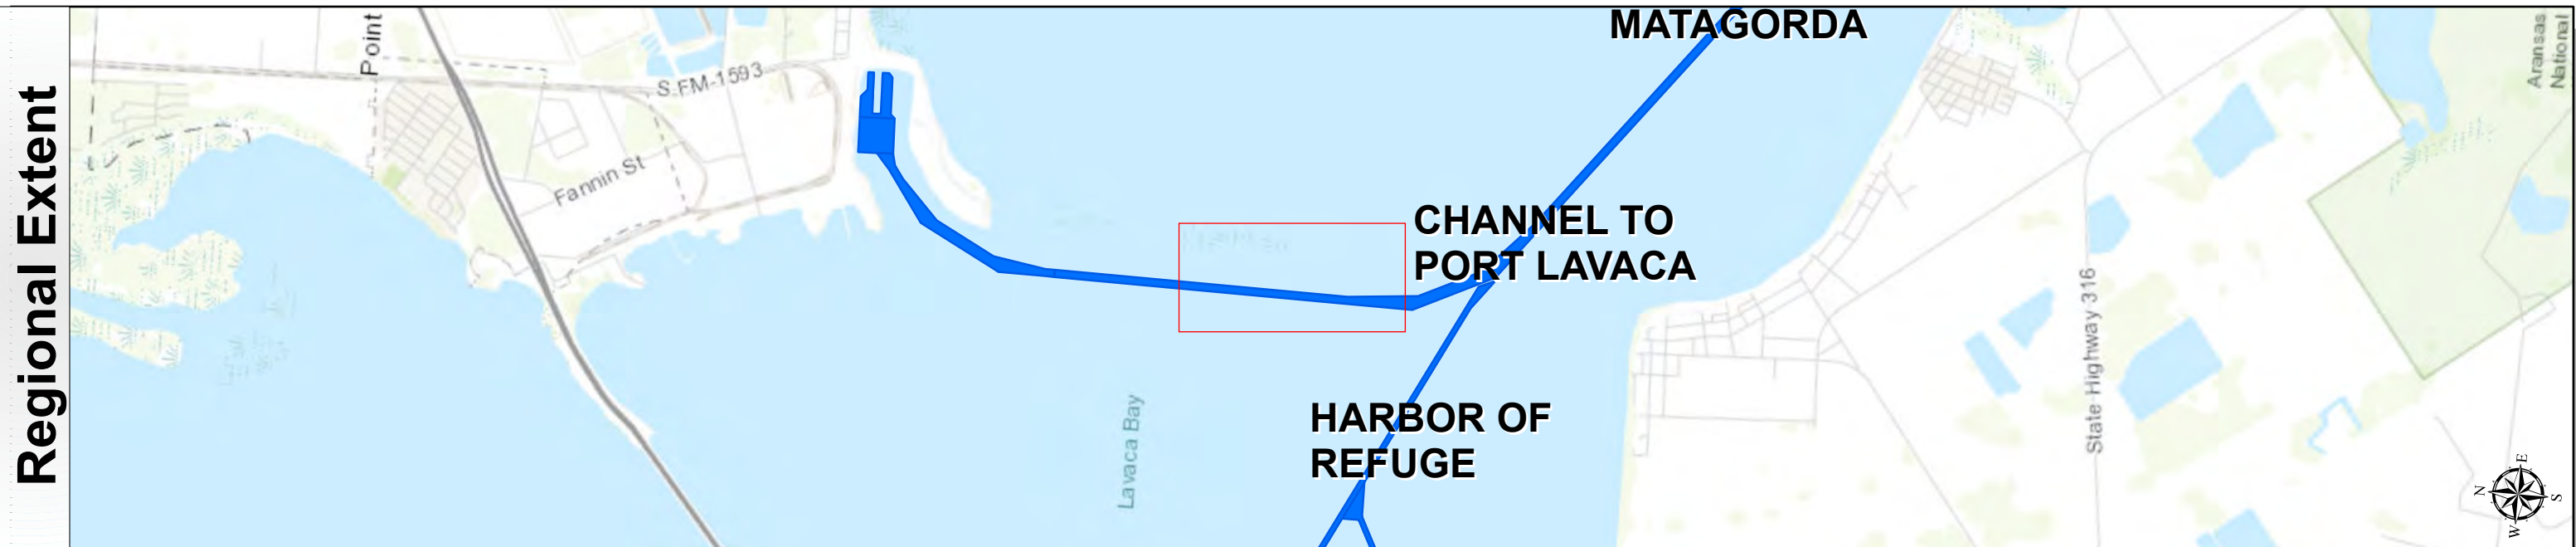 Regional Extent
Point
S FM-1593
Fannin St
MATAGORDA
CHANNEL TO
PORT LAVACA
HARBOR OF
REFUGE
Lavaca Bay
State Highway 316
Aransas
National
N
E
S
W